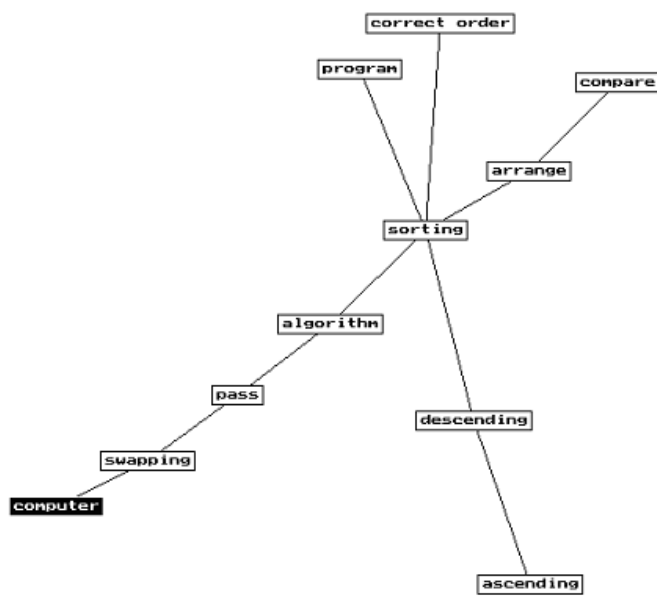 correct order
program
compare
arrange
sorting
algorithm
pass
descending
swapping
computer
ascending